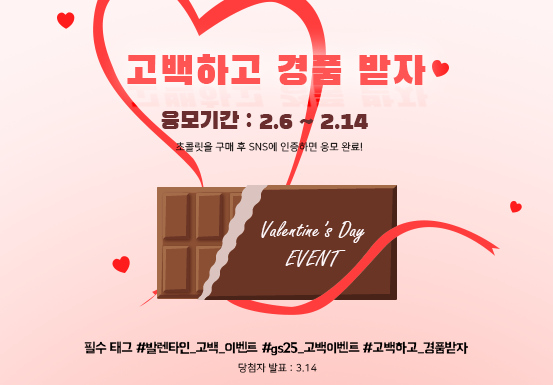 고백하고 경품 받자
응모기간 : 2.6 ~ 2.14
초콜릿을 구매 후 SNS에 인증하면 응모 완료!
Valentine's Day
EVENT
필수 태그 #발렌타인_고백_이벤트 #gs25_고백이벤트 #고백하고_경품받자
당첨자 발표 : 3.14